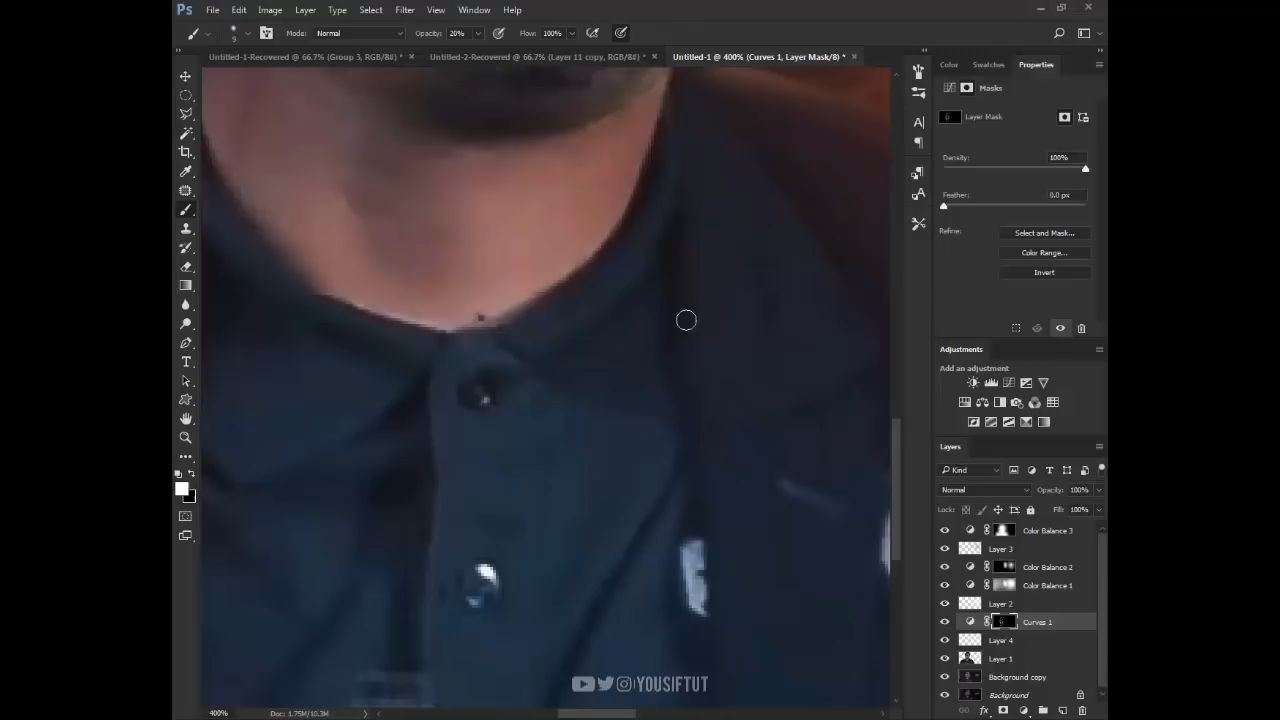 Ps File Edit Image Layer Type Select Filter View Window Help
9 Mode: Normal Opacity: 20% Flow: 100%
Untitled-1-Recovered @ 66.7% (Group 3, RGB/8#) * × Untitled-2-Recovered @ 66.7% (Layer 11 copy, RGB/8#) * × Untitled-1 @ 400% (Curves 1, Layer Mask/8) * ×
Color Swatches Properties
Masks
Layer Mask
Density: 100%
Feather: 0.0 px
Refine: Select and Mask...
Color Range...
Invert
Adjustments
Add an adjustment
Layers
Kind
Normal Opacity: 100%
Lock: Fill: 100%
Color Balance 3
Layer 3
Color Balance 2
Color Balance 1
Layer 2
Curves 1
Layer 4
Layer 1
Background copy
Background
YOUSIFTUT
400% Doc: 1.75M/10.3M